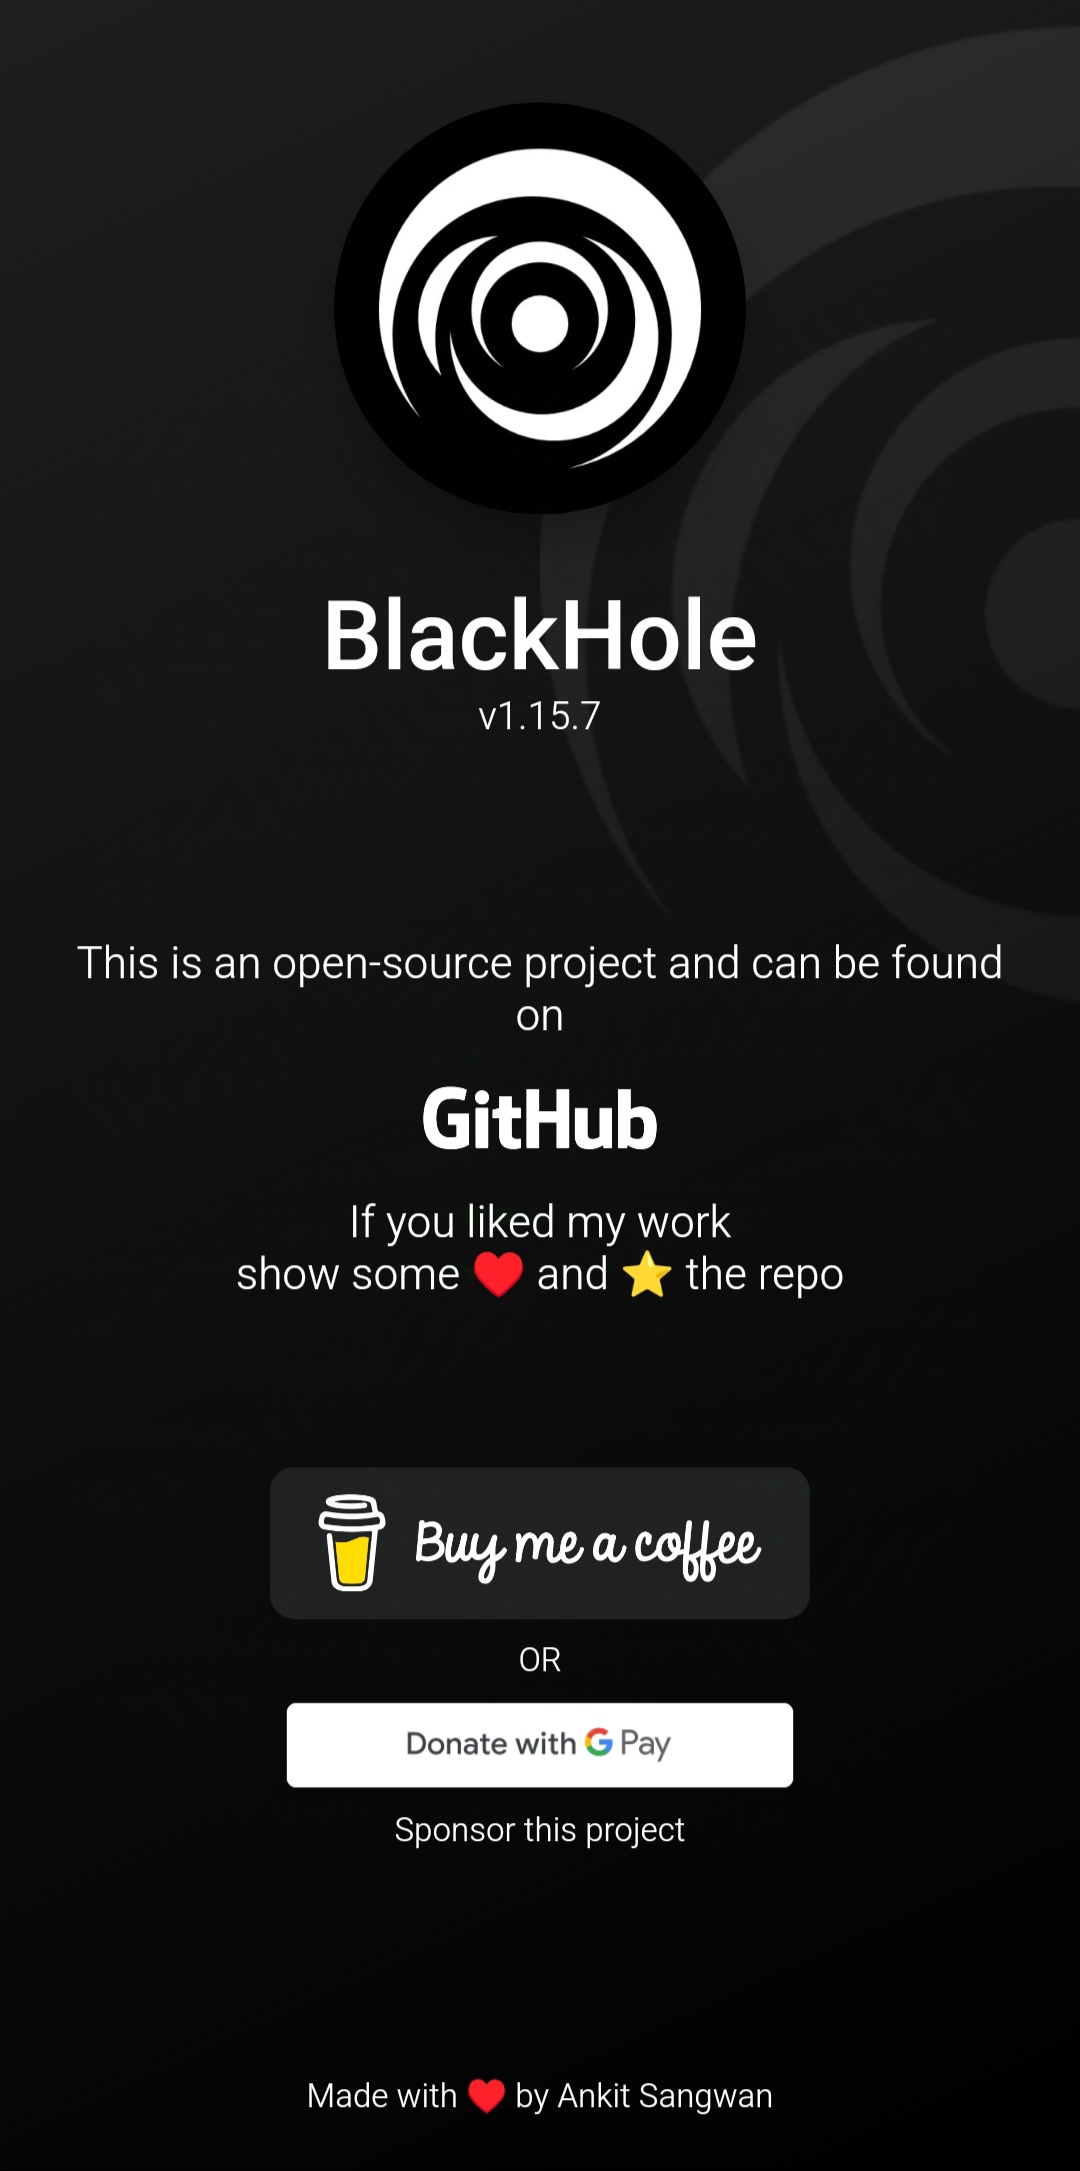 BlackHole
v1.15.7
This is an open-source project and can be found
on
GitHub
If you liked my work
show some ❤️ and ⭐ the repo
Buy me a coffee
OR
Donate with G Pay
Sponsor this project
Made with ❤️ by Ankit Sangwan